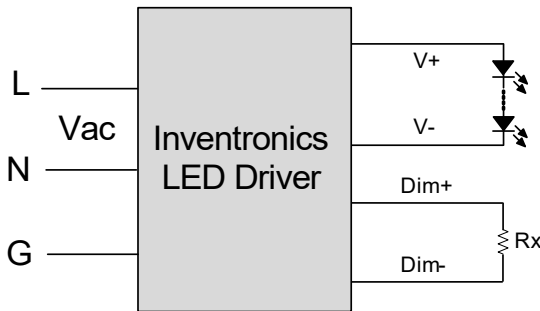 L
Vac
N
G
Inventronics
LED Driver
V+
V-
Dim+
Rx
Dim-